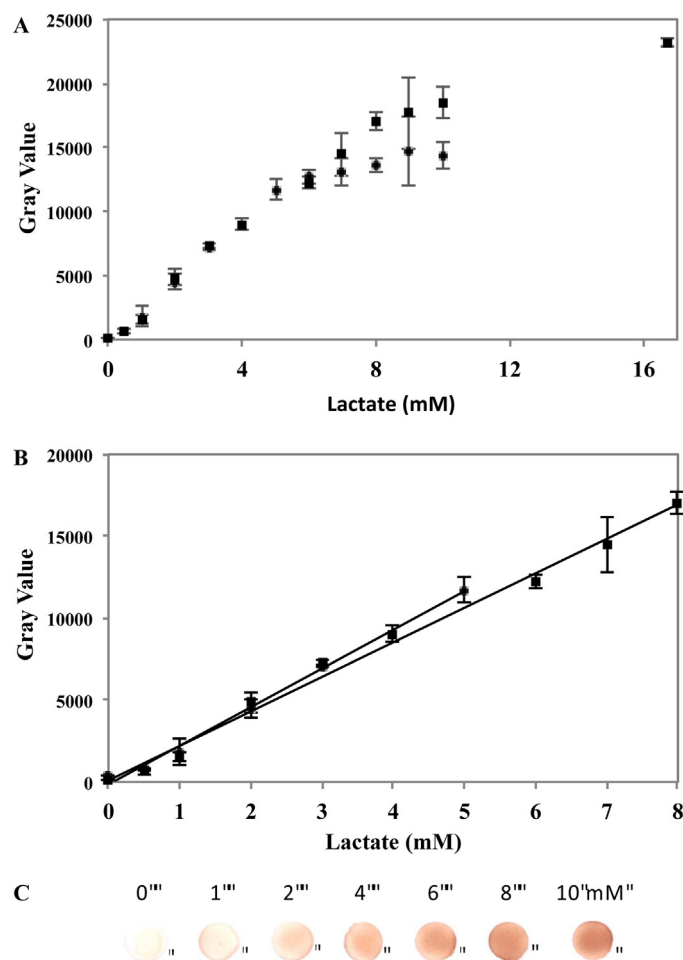 A
25000
20000
15000
10000
5000
0
Gray Value
0 4 8 12 16
Lactate (mM)
B
20000
15000
10000
5000
0
Gray Value
0 1 2 3 4 5 6 7 8
Lactate (mM)
C
0"" 1"" 2"" 4"" 6"" 8"" 10"mM"
" " " " " " "